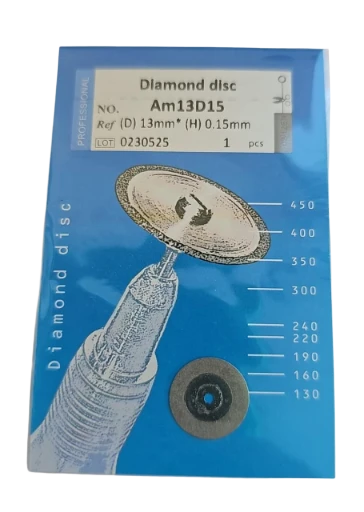 PROFESSIONAL
Diamond disc
NO. Am13D15
Ref (D) 13mm* (H) 0.15mm
LOT 0230525 1 pcs
Diamond disc
450
400
350
300
240
220
190
160
130